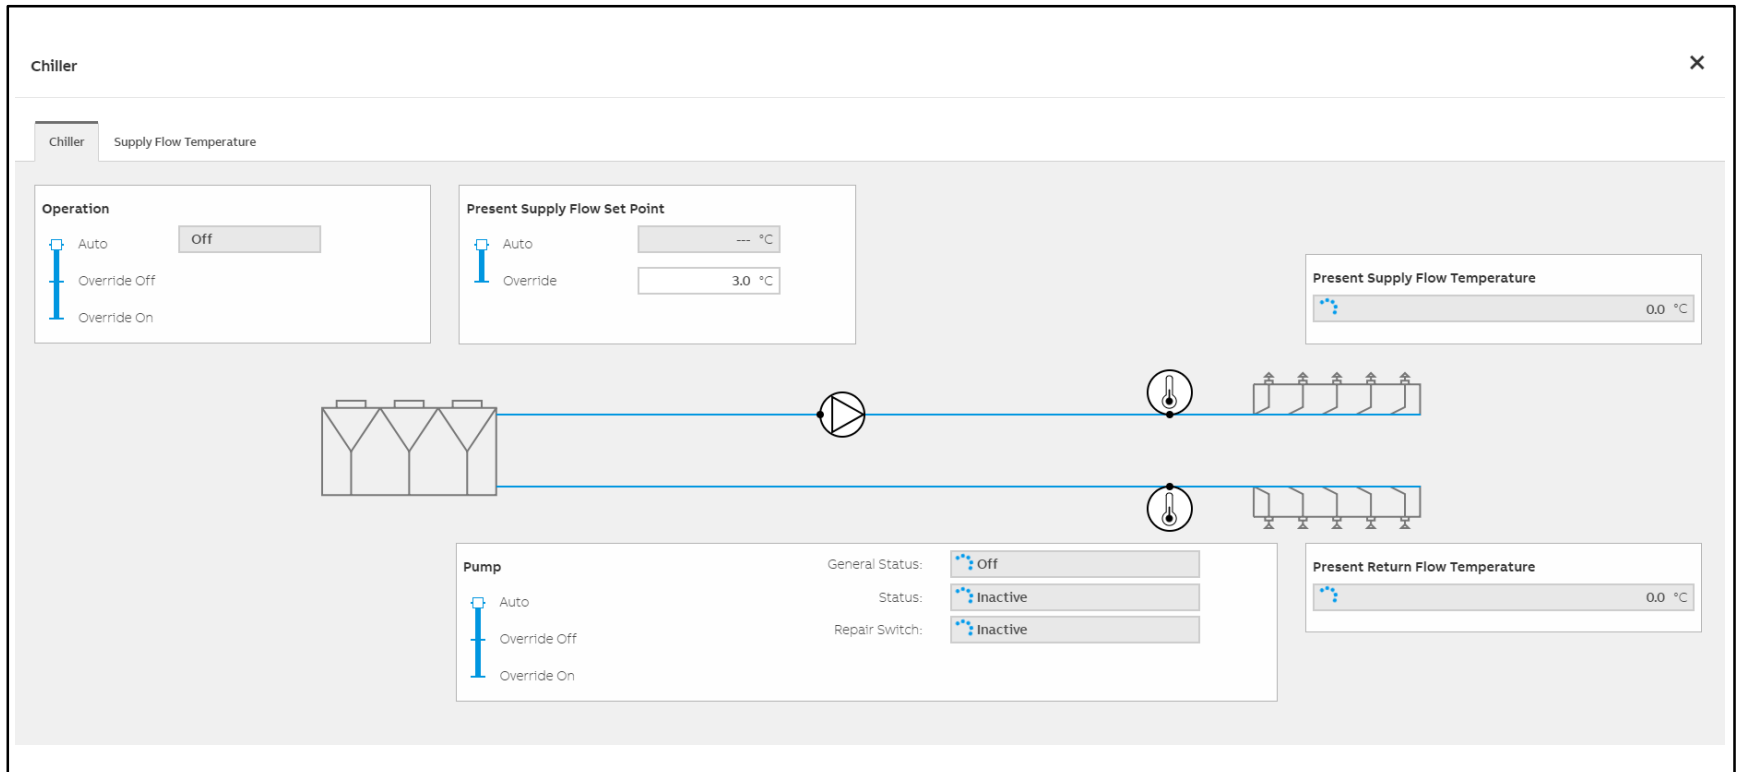 Chiller
Chiller
Supply Flow Temperature
Operation
Auto
Off
Override Off
Override On
Present Supply Flow Set Point
Auto
--- °C
Override
3.0 °C
Present Supply Flow Temperature
0.0 °C
Pump
Auto
Override Off
Override On
General Status:
Off
Status:
Inactive
Repair Switch:
Inactive
Present Return Flow Temperature
0.0 °C